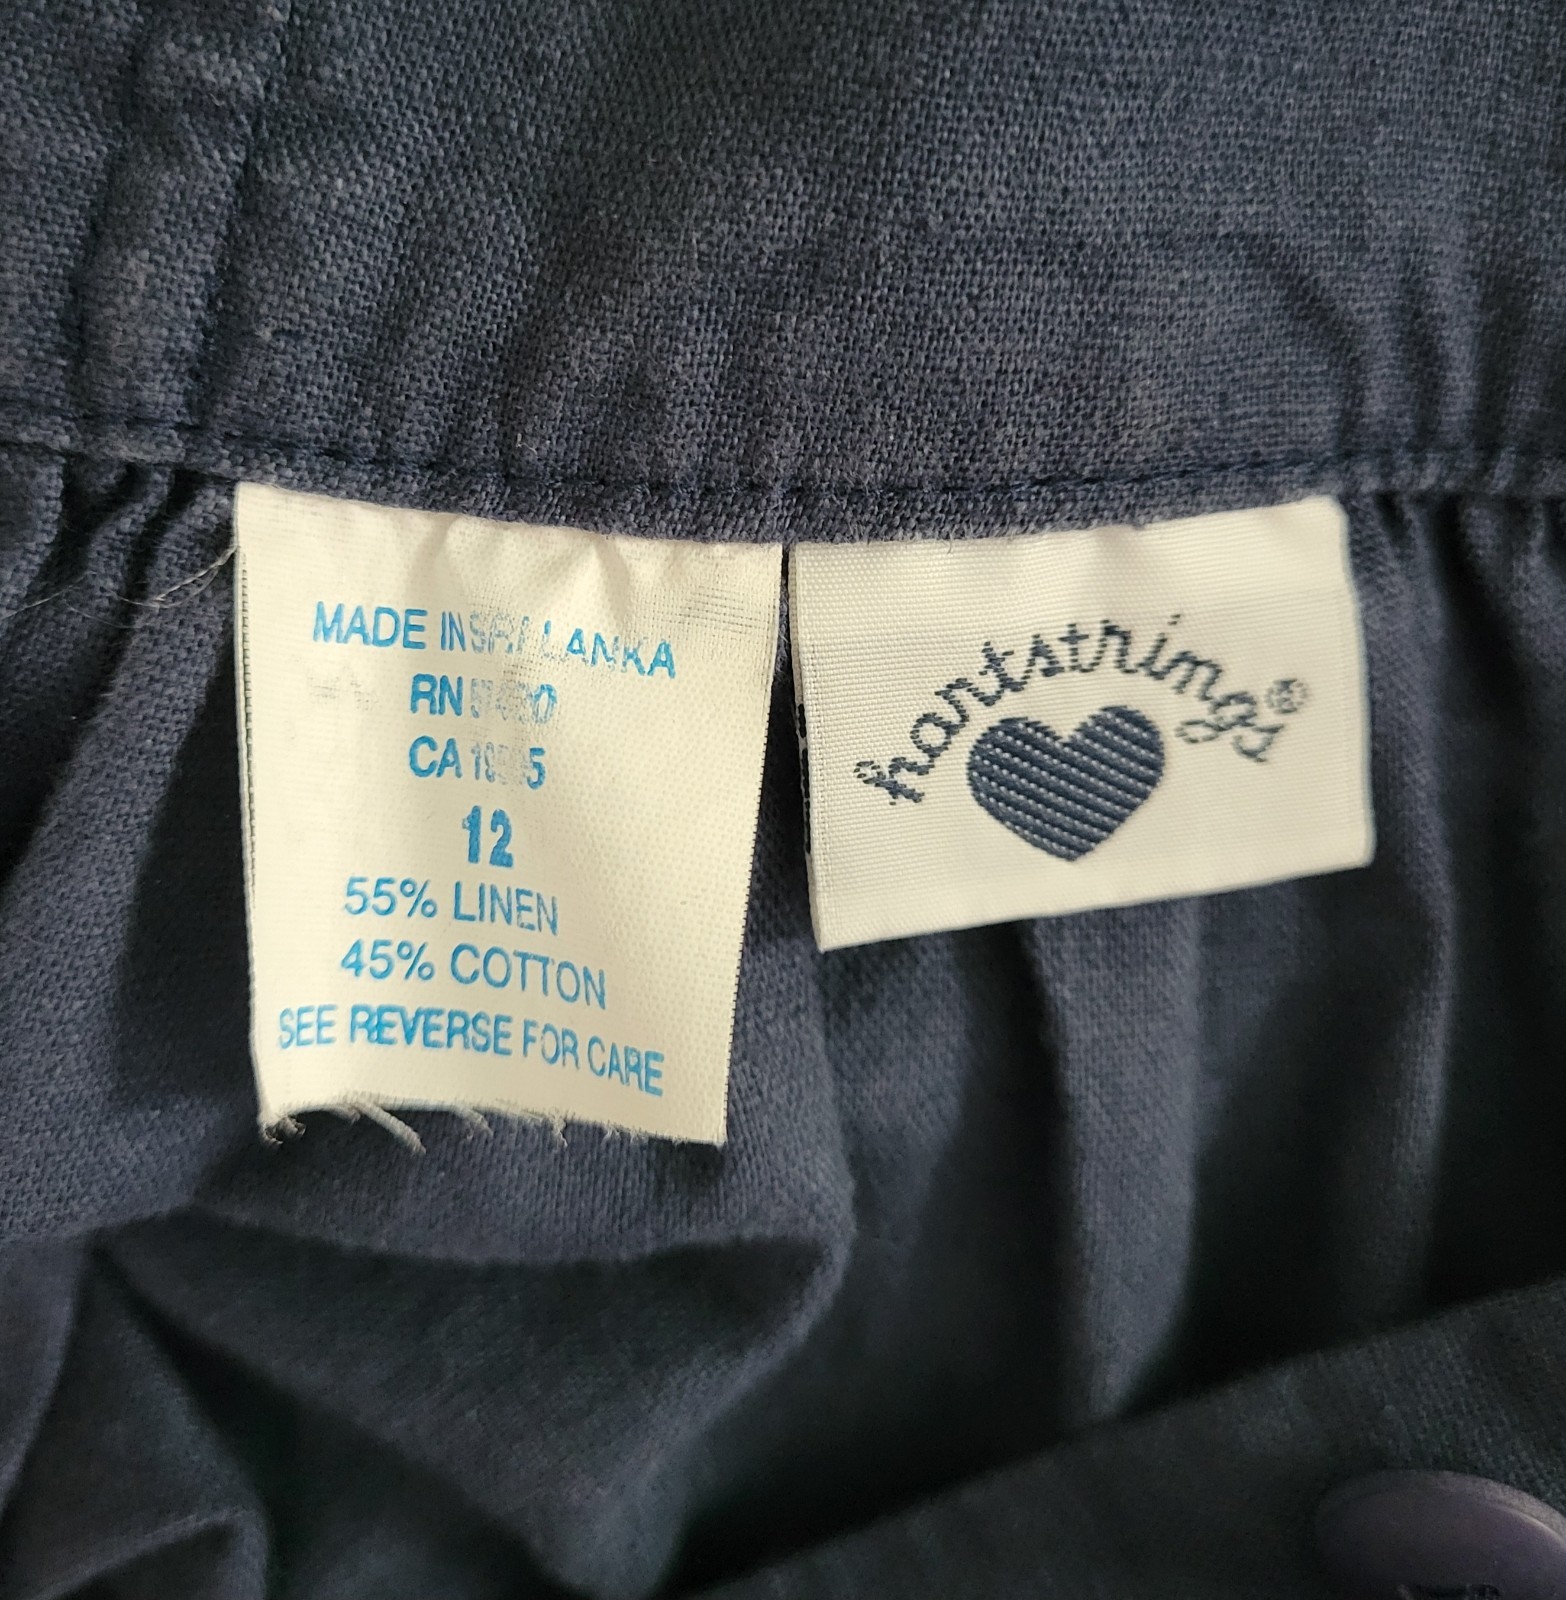 MADE IN SRI LANKA
RN
CA
12
55% LINEN
45% COTTON
SEE REVERSE FOR CARE
hartstrings®